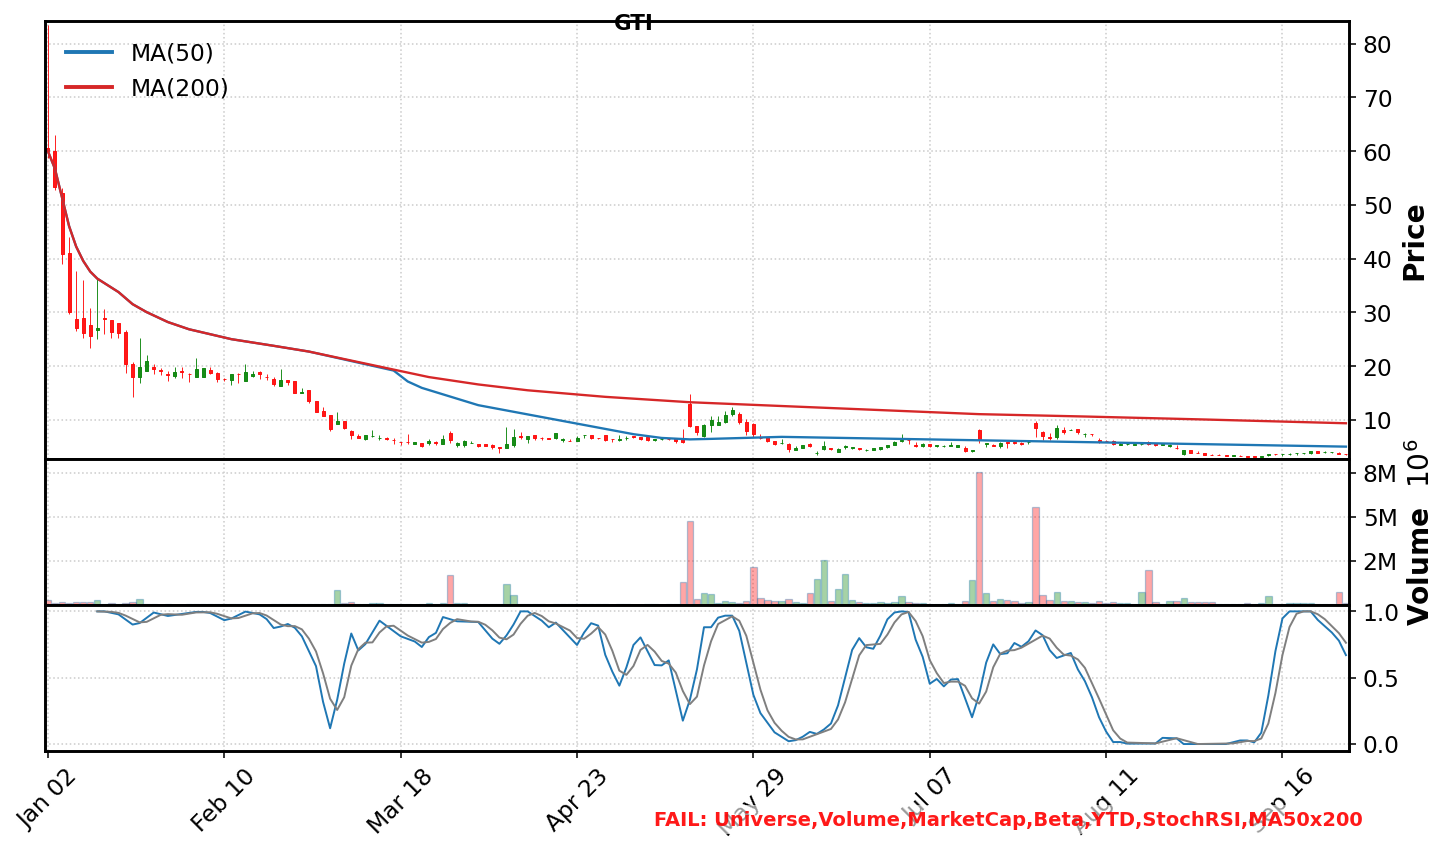 GTI
MA(50)
MA(200)
80
70
60
50
40
30
20
10
Price
8M
5M
2M
Volume 10^6
1.0
0.5
0.0
Jan 02
Feb 10
Mar 18
Apr 23
May 29
Jul 07
Aug 11
Sep 16
FAIL: Universe,Volume,MarketCap,Beta,YTD,StochRSI,MA50x200